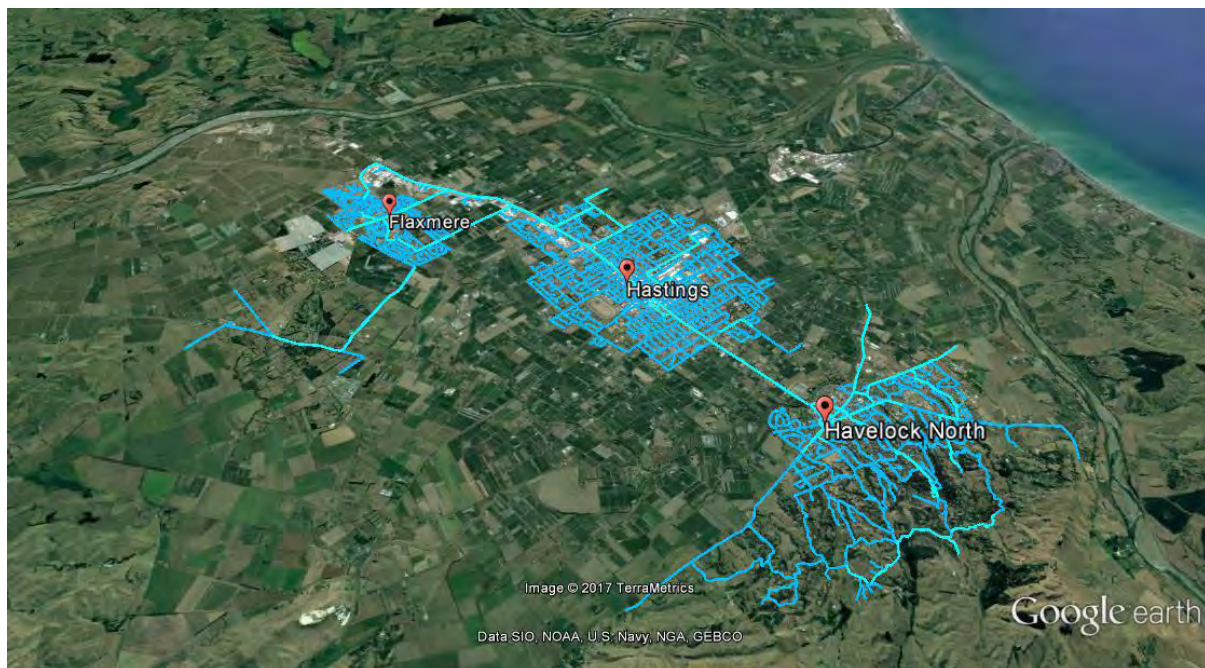 Flaxmere
Hastings
Havelock North
Image © 2017 TerraMetrics
Data SIO, NOAA, U.S. Navy, NGA, GEBCO
Google earth